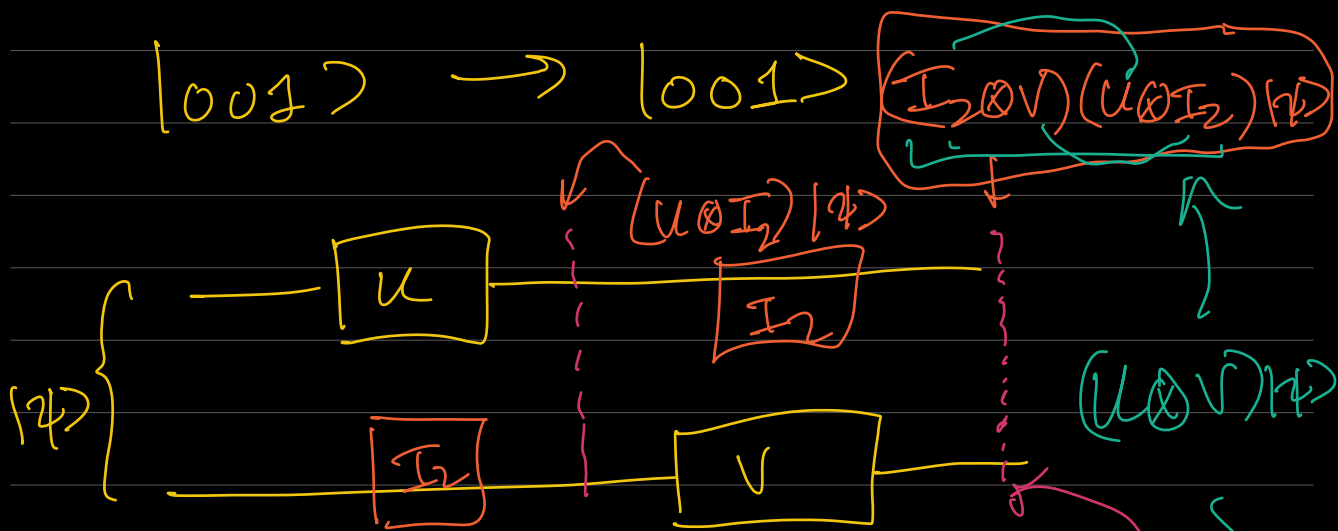 |001⟩ → |001⟩ (I₂⊗V)(U⊗I₂)|ψ⟩
(U⊗I₂)|ψ⟩
U
I₂
(U⊗V)|ψ⟩
|ψ⟩
I₂
V